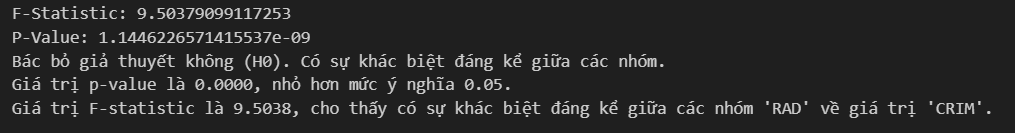 F-Statistic: 9.50379099117253
P-Value: 1.1446226571415537e-09
Bác bỏ giả thuyết không (H0). Có sự khác biệt đáng kể giữa các nhóm.
Giá trị p-value là 0.0000, nhỏ hơn mức ý nghĩa 0.05.
Giá trị F-statistic là 9.5038, cho thấy có sự khác biệt đáng kể giữa các nhóm 'RAD' về giá trị 'CRIM'.